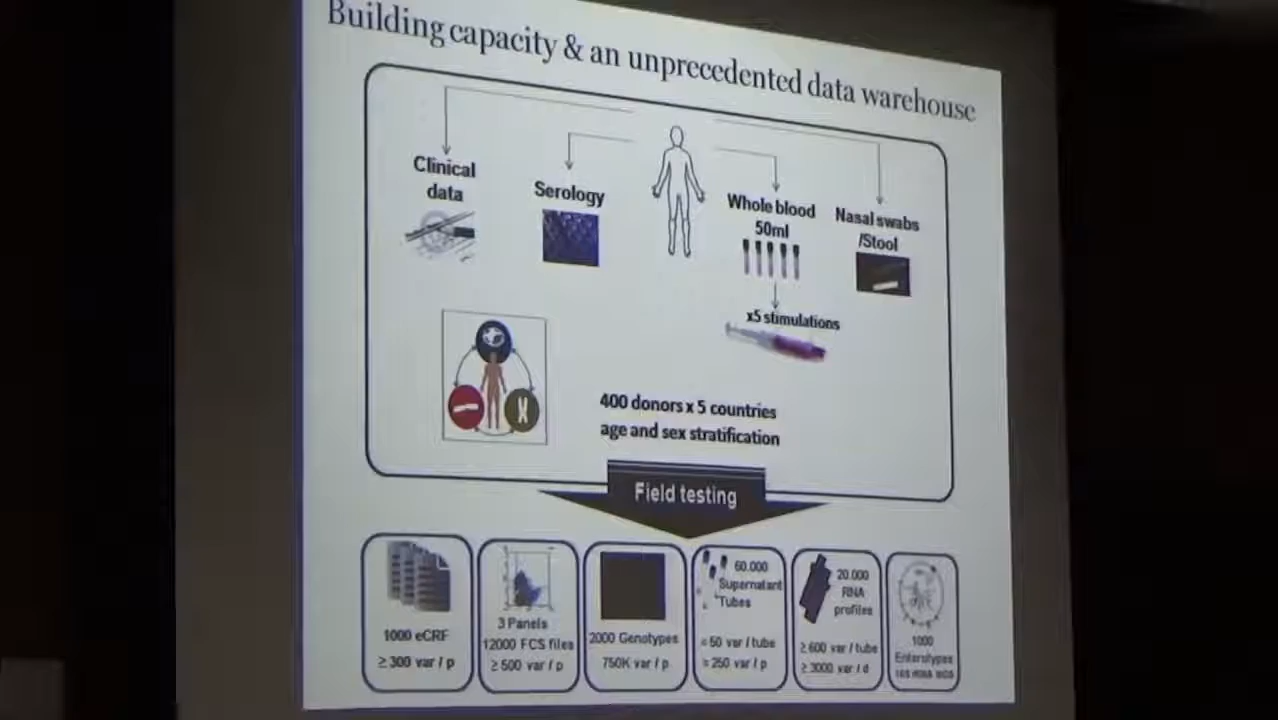 Building capacity & an unprecedented data warehouse
Clinical
data
Serology
Whole blood
50ml
Nasal swabs
/Stool
x5 stimulations
400 donors x 5 countries
age and sex stratification
Field testing
1000 eCRF
≥ 300 var / p
3 Panels
12000 FCS files
≥ 500 var / p
2000 Genotypes
750K var / p
60.000
Supernatant
Tubes
≈ 50 var / tube
≈ 250 var / p
20.000
RNA
profiles
≥ 600 var / tube
≥ 3000 var / d
1000
Enterotypes